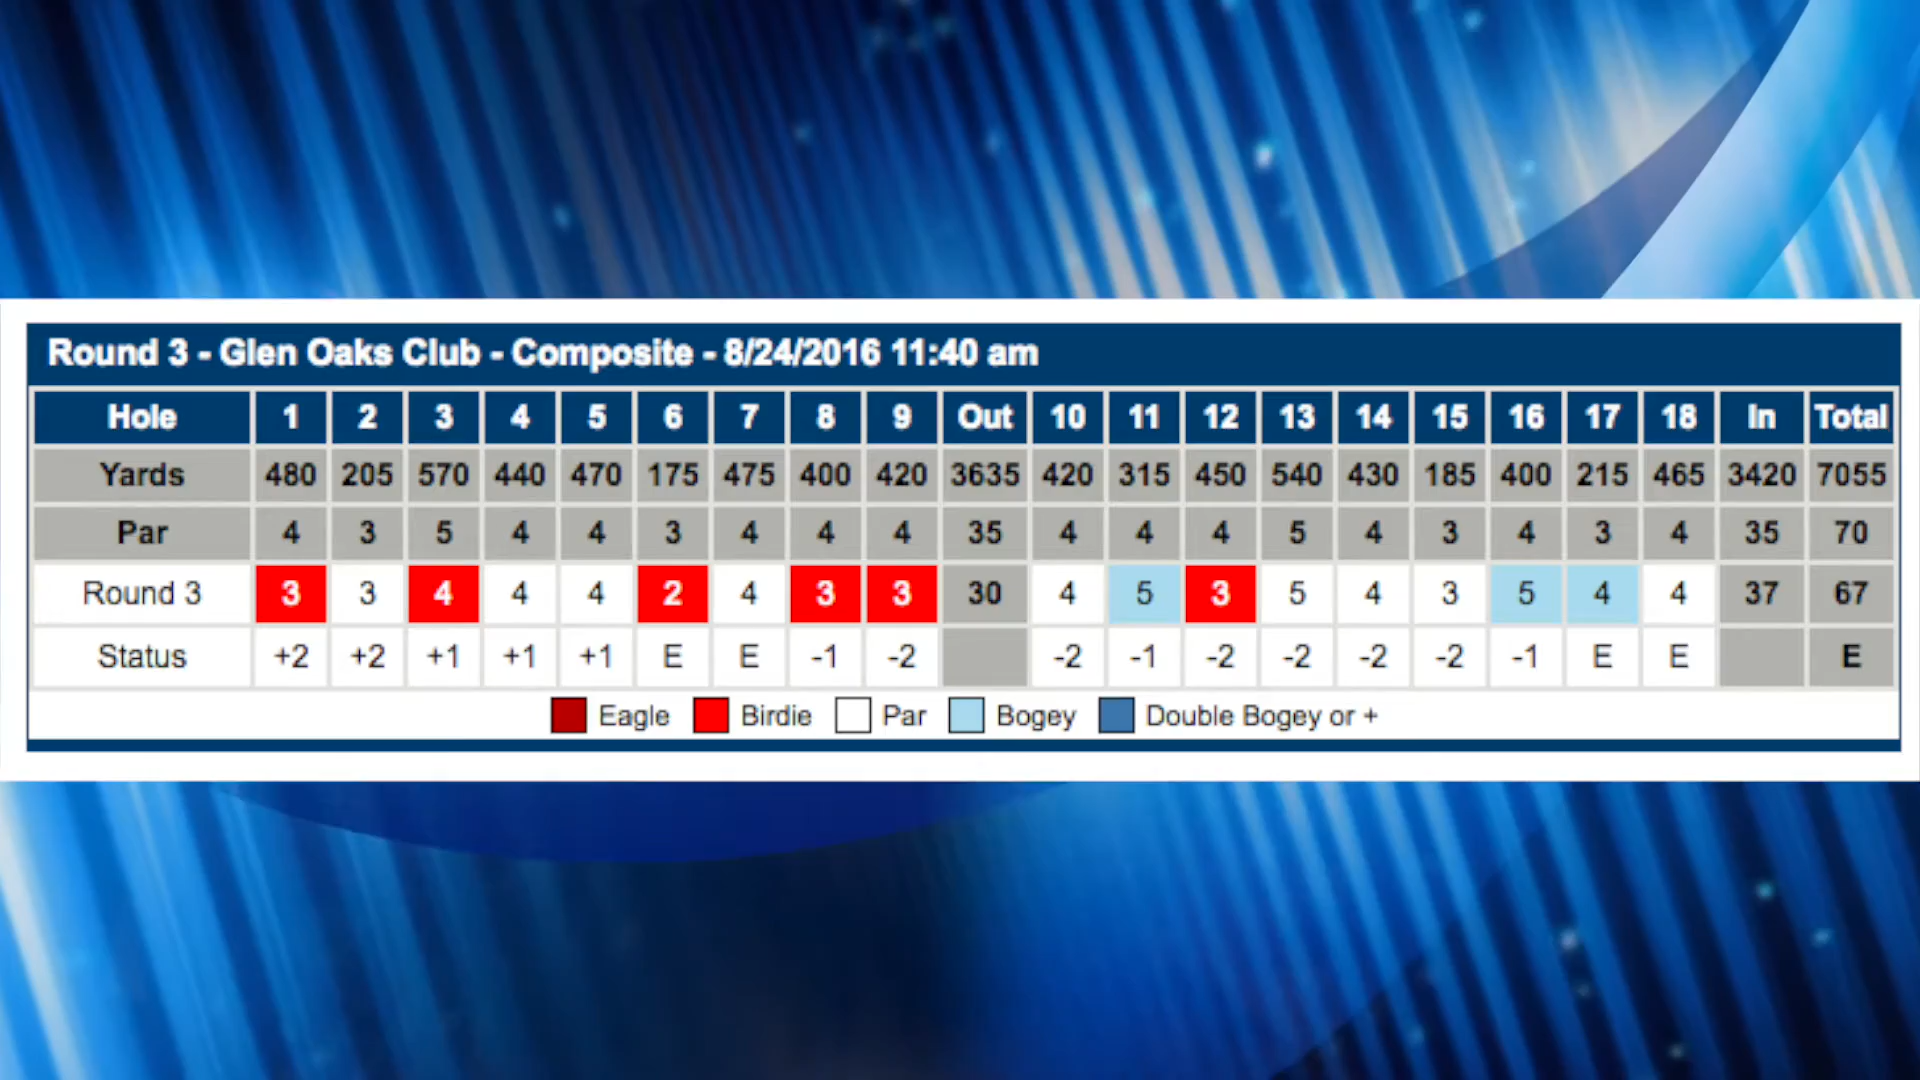 Round 3 - Glen Oaks Club - Composite - 8/24/2016 11:40 am
Hole 1 2 3 4 5 6 7 8 9 Out 10 11 12 13 14 15 16 17 18 In Total
Yards 480 205 570 440 470 175 475 400 420 3635 420 315 450 540 430 185 400 215 465 3420 7055
Par 4 3 5 4 4 3 4 4 4 35 4 4 4 5 4 3 4 3 4 35 70
Round 3 3 3 4 4 4 2 4 3 3 30 4 5 3 5 4 3 5 4 4 37 67
Status +2 +2 +1 +1 +1 E E -1 -2 -2 -1 -2 -2 -2 -2 -1 E E E
Eagle Birdie Par Bogey Double Bogey or +